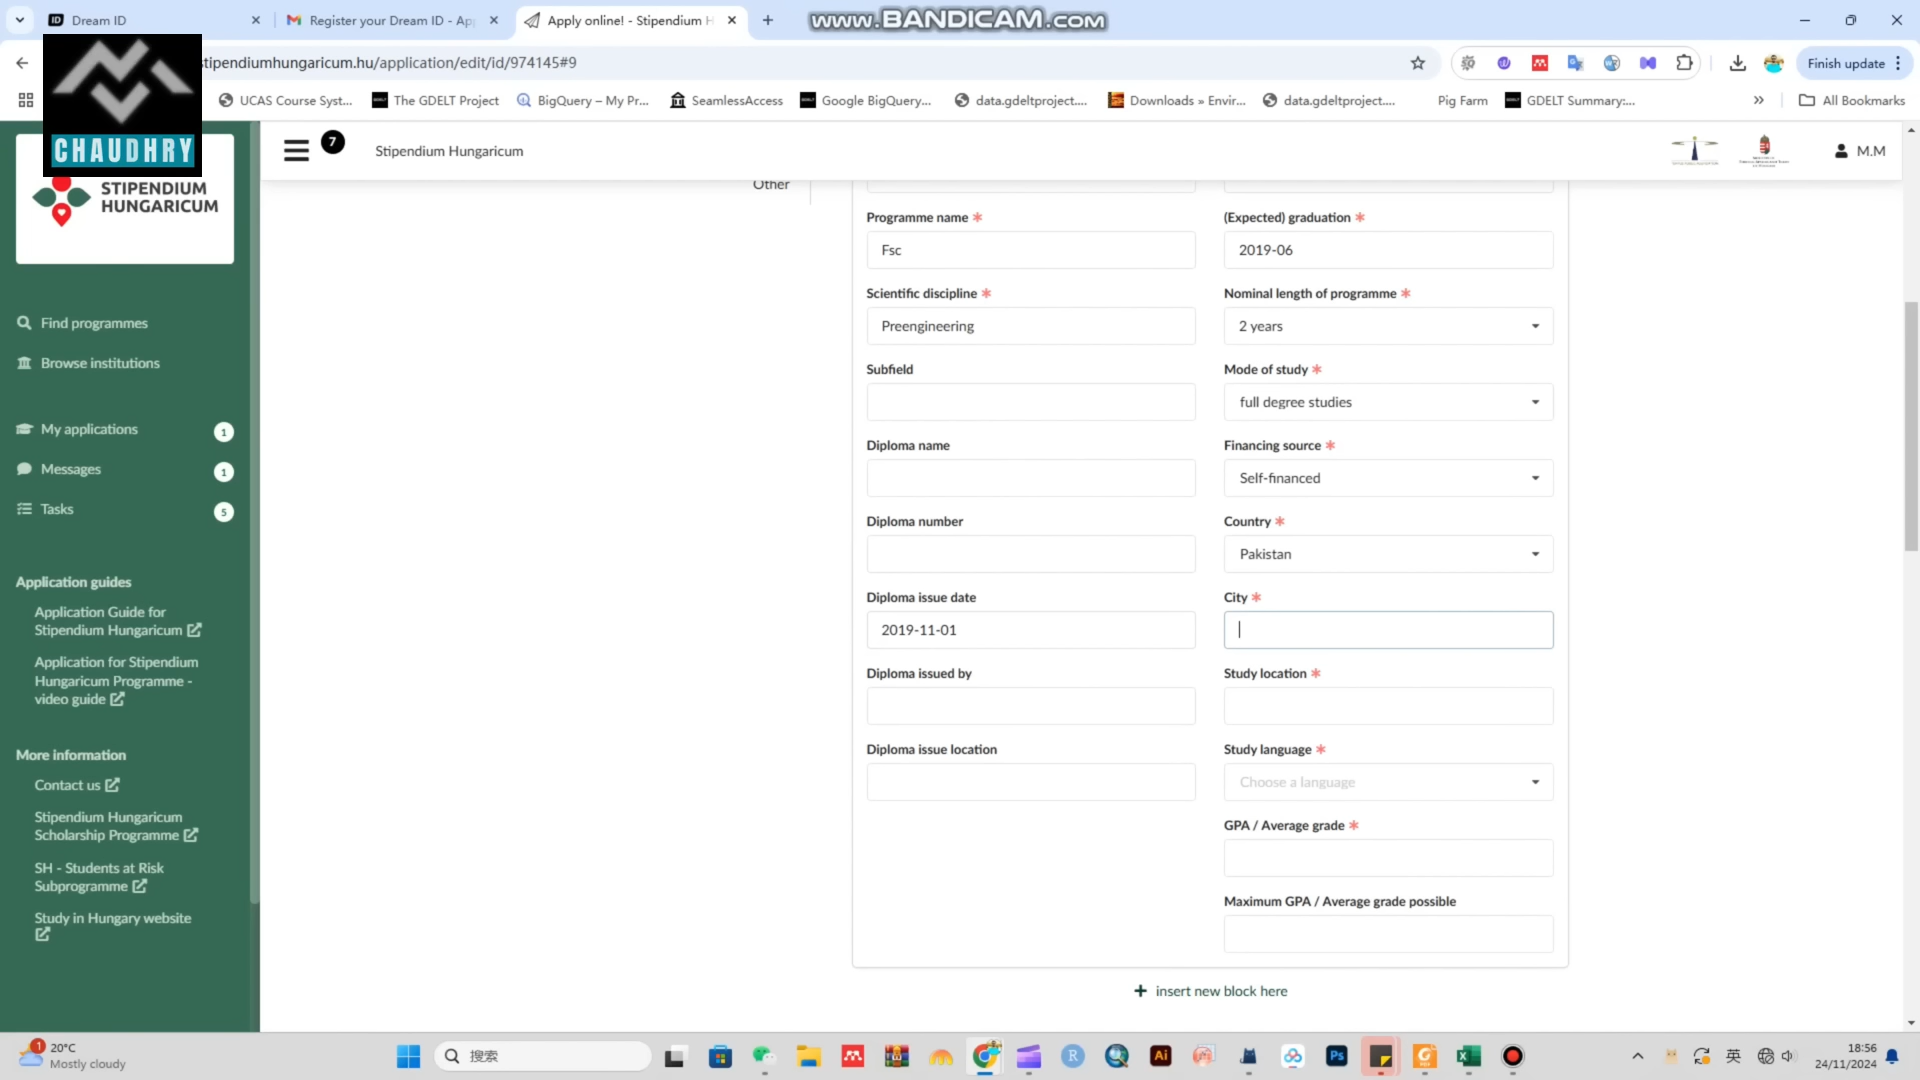 Dream ID
Register your Dream ID - Ap
Apply online! - Stipendium H
www.BANDICAM.com
stipendiumhungaricum.hu/application/edit/id/974145#9
Finish update
UCAS Course Syst...
The GDELT Project
BigQuery – My Pr...
SeamlessAccess
Google BigQuery...
data.gdeltproject....
Downloads » Envir...
data.gdeltproject....
Pig Farm
GDELT Summary:...
All Bookmarks
CHAUDHRY
STIPENDIUM
HUNGARICUM
7
Stipendium Hungaricum
M.M
Find programmes
Browse institutions
My applications
1
Messages
1
Tasks
5
Application guides
Application Guide for
Stipendium Hungaricum
Application for Stipendium
Hungaricum Programme -
video guide
More information
Contact us
Stipendium Hungaricum
Scholarship Programme
SH - Students at Risk
Subprogramme
Study in Hungary website
Other
Programme name *
Fsc
(Expected) graduation *
2019-06
Scientific discipline *
Preengineering
Nominal length of programme *
2 years
Subfield
Mode of study *
full degree studies
Diploma name
Financing source *
Self-financed
Diploma number
Country *
Pakistan
Diploma issue date
2019-11-01
City *
Diploma issued by
Study location *
Diploma issue location
Study language *
Choose a language
GPA / Average grade *
Maximum GPA / Average grade possible
+ insert new block here
1
20°C
Mostly cloudy
搜索
R
Ai
Ps
英
18:56
24/11/2024